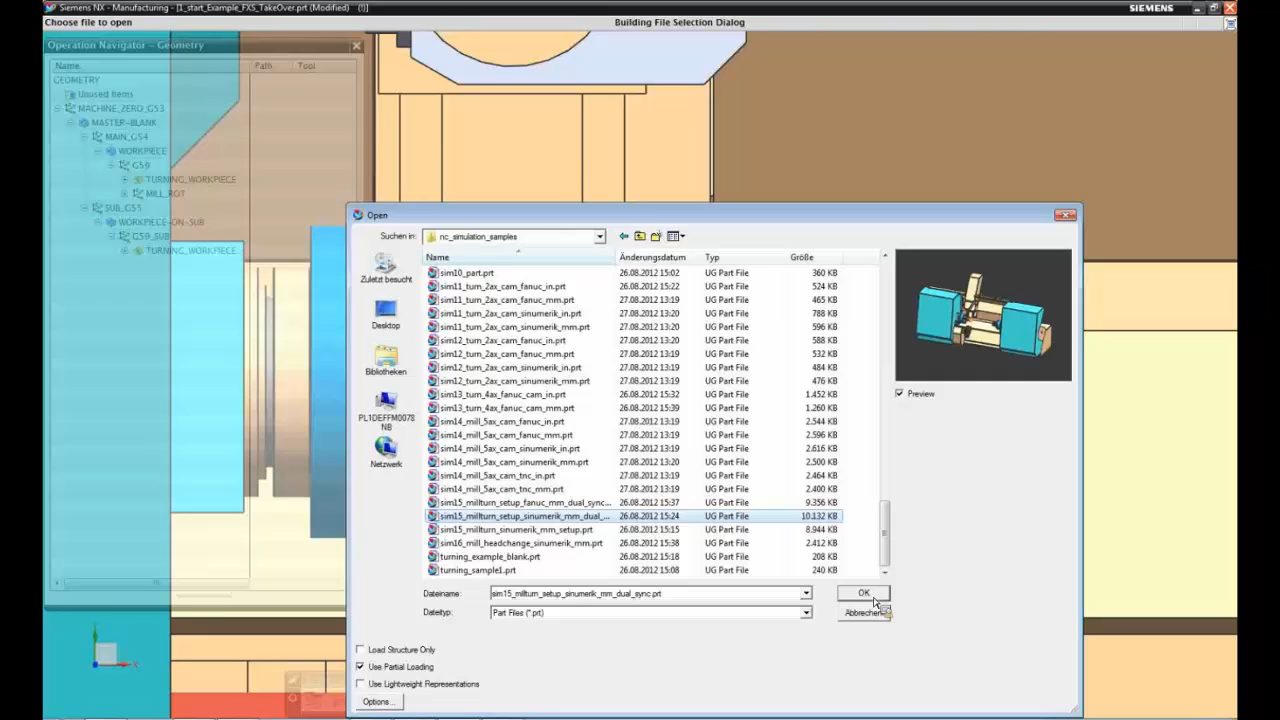 Siemens NX - Manufacturing - [1_start_Example_FXS_TakeOver.prt (Modified) (!)]
SIEMENS
Choose file to open
Building File Selection Dialog
Operation Navigator - Geometry
Name Path Tool
GEOMETRY
Unused Items
MACHINE_ZERO_G53
MASTER-BLANK
MAIN_G54
WORKPIECE
G59
TURNING_WORKPIECE
MILL_ROT
SUB_G55
WORKPIECE-ON-SUB
G59_SUB
TURNING_WORKPIECE
Open
Suchen in: nc_simulation_samples
Zuletzt besucht
Desktop
Bibliotheken
PL1DEFFM0078
NB
Netzwerk
Name Änderungsdatum Typ Größe
sim10_part.prt 26.08.2012 15:02 UG Part File 360 KB
sim11_turn_2ax_cam_fanuc_in.prt 26.08.2012 15:22 UG Part File 524 KB
sim11_turn_2ax_cam_fanuc_mm.prt 27.08.2012 13:19 UG Part File 465 KB
sim11_turn_2ax_cam_sinumerik_in.prt 27.08.2012 13:20 UG Part File 788 KB
sim11_turn_2ax_cam_sinumerik_mm.prt 27.08.2012 13:20 UG Part File 596 KB
sim12_turn_2ax_cam_fanuc_in.prt 27.08.2012 13:20 UG Part File 588 KB
sim12_turn_2ax_cam_fanuc_mm.prt 27.08.2012 13:19 UG Part File 532 KB
sim12_turn_2ax_cam_sinumerik_in.prt 27.08.2012 13:19 UG Part File 484 KB
sim12_turn_2ax_cam_sinumerik_mm.prt 27.08.2012 13:19 UG Part File 476 KB
sim13_turn_4ax_fanuc_cam_in.prt 26.08.2012 15:32 UG Part File 1.452 KB
sim13_turn_4ax_fanuc_cam_mm.prt 26.08.2012 15:39 UG Part File 1.260 KB
sim14_mill_5ax_cam_fanuc_in.prt 27.08.2012 13:19 UG Part File 2.544 KB
sim14_mill_5ax_cam_fanuc_mm.prt 27.08.2012 13:19 UG Part File 2.596 KB
sim14_mill_5ax_cam_sinumerik_in.prt 27.08.2012 13:19 UG Part File 2.616 KB
sim14_mill_5ax_cam_sinumerik_mm.prt 27.08.2012 13:20 UG Part File 2.500 KB
sim14_mill_5ax_cam_tnc_in.prt 27.08.2012 13:19 UG Part File 2.464 KB
sim14_mill_5ax_cam_tnc_mm.prt 27.08.2012 13:19 UG Part File 2.400 KB
sim15_millturn_setup_fanuc_mm_dual_sync... 26.08.2012 15:37 UG Part File 9.356 KB
sim15_millturn_setup_sinumerik_mm_dual_... 26.08.2012 15:24 UG Part File 10.132 KB
sim15_millturn_sinumerik_mm_setup.prt 26.08.2012 15:15 UG Part File 8.944 KB
sim16_mill_headchange_sinumerik_mm.prt 26.08.2012 15:38 UG Part File 2.412 KB
turning_example_blank.prt 26.08.2012 15:18 UG Part File 208 KB
turning_sample1.prt 26.08.2012 15:08 UG Part File 240 KB
Preview
Dateiname: sim15_millturn_setup_sinumerik_mm_dual_sync.prt OK
Dateityp: Part Files (*.prt) Abbrechen
Load Structure Only
Use Partial Loading
Use Lightweight Representations
Options...